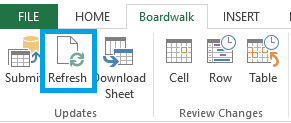 FILE HOME Boardwalk INSERT
Submit Refresh Download Sheet Cell Row Table
Updates Review Changes